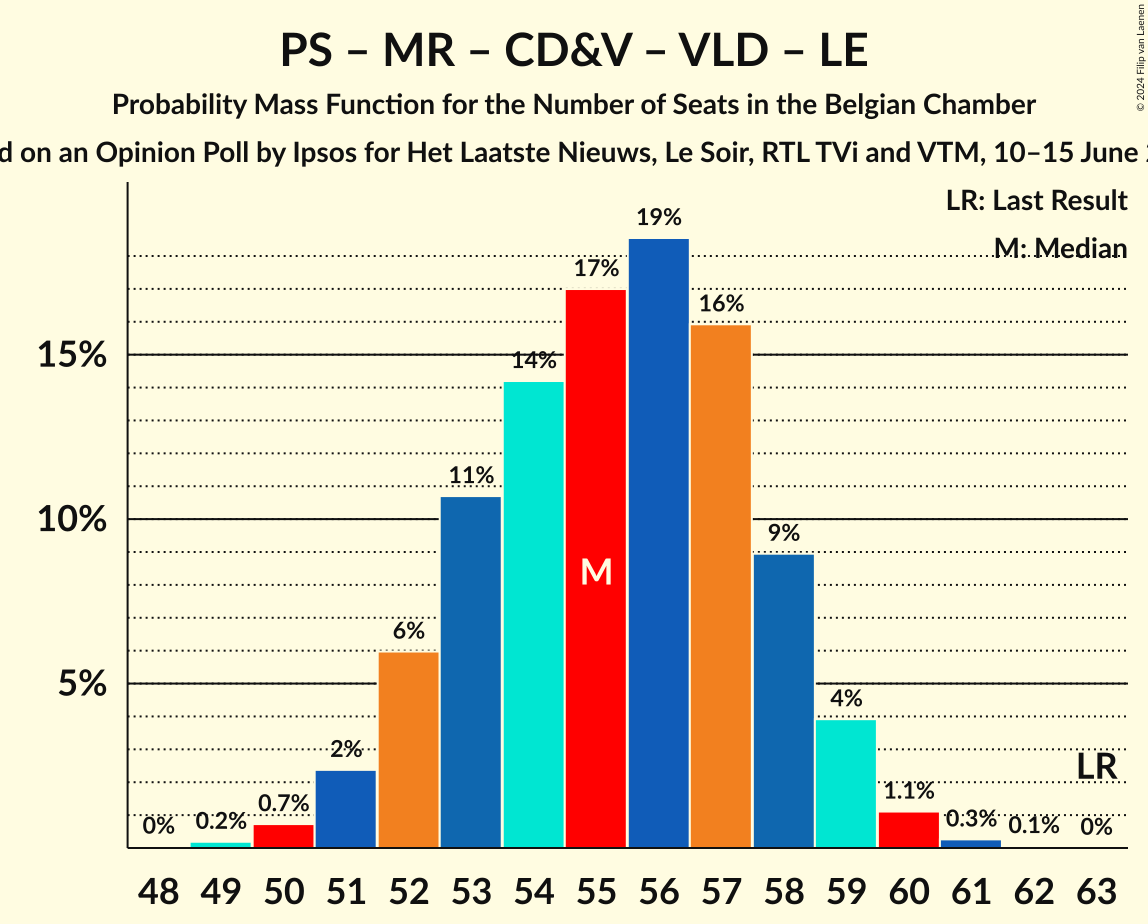 PS – MR – CD&V – VLD – LE
Probability Mass Function for the Number of Seats in the Belgian Chamber
d on an Opinion Poll by Ipsos for Het Laatste Nieuws, Le Soir, RTL TVi and VTM, 10–15 June
© 2024 Filip van Laenen
LR: Last Result
M: Median
15%
10%
5%
0% 0.2% 0.7% 2% 6% 11% 14% 17% 19% 16% 9% 4% 1.1% 0.3% 0.1% 0%
M
LR
48 49 50 51 52 53 54 55 56 57 58 59 60 61 62 63